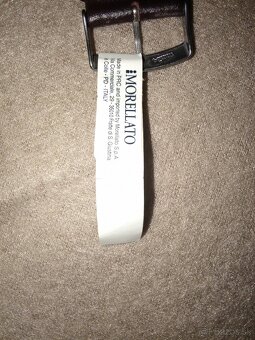 MORELLATO
Made in PRC and imported by Morellato S.p.A.
Via Commerciale, 29 - 35010 Fratte di S. Giustina
in Colle - PD - ITALY